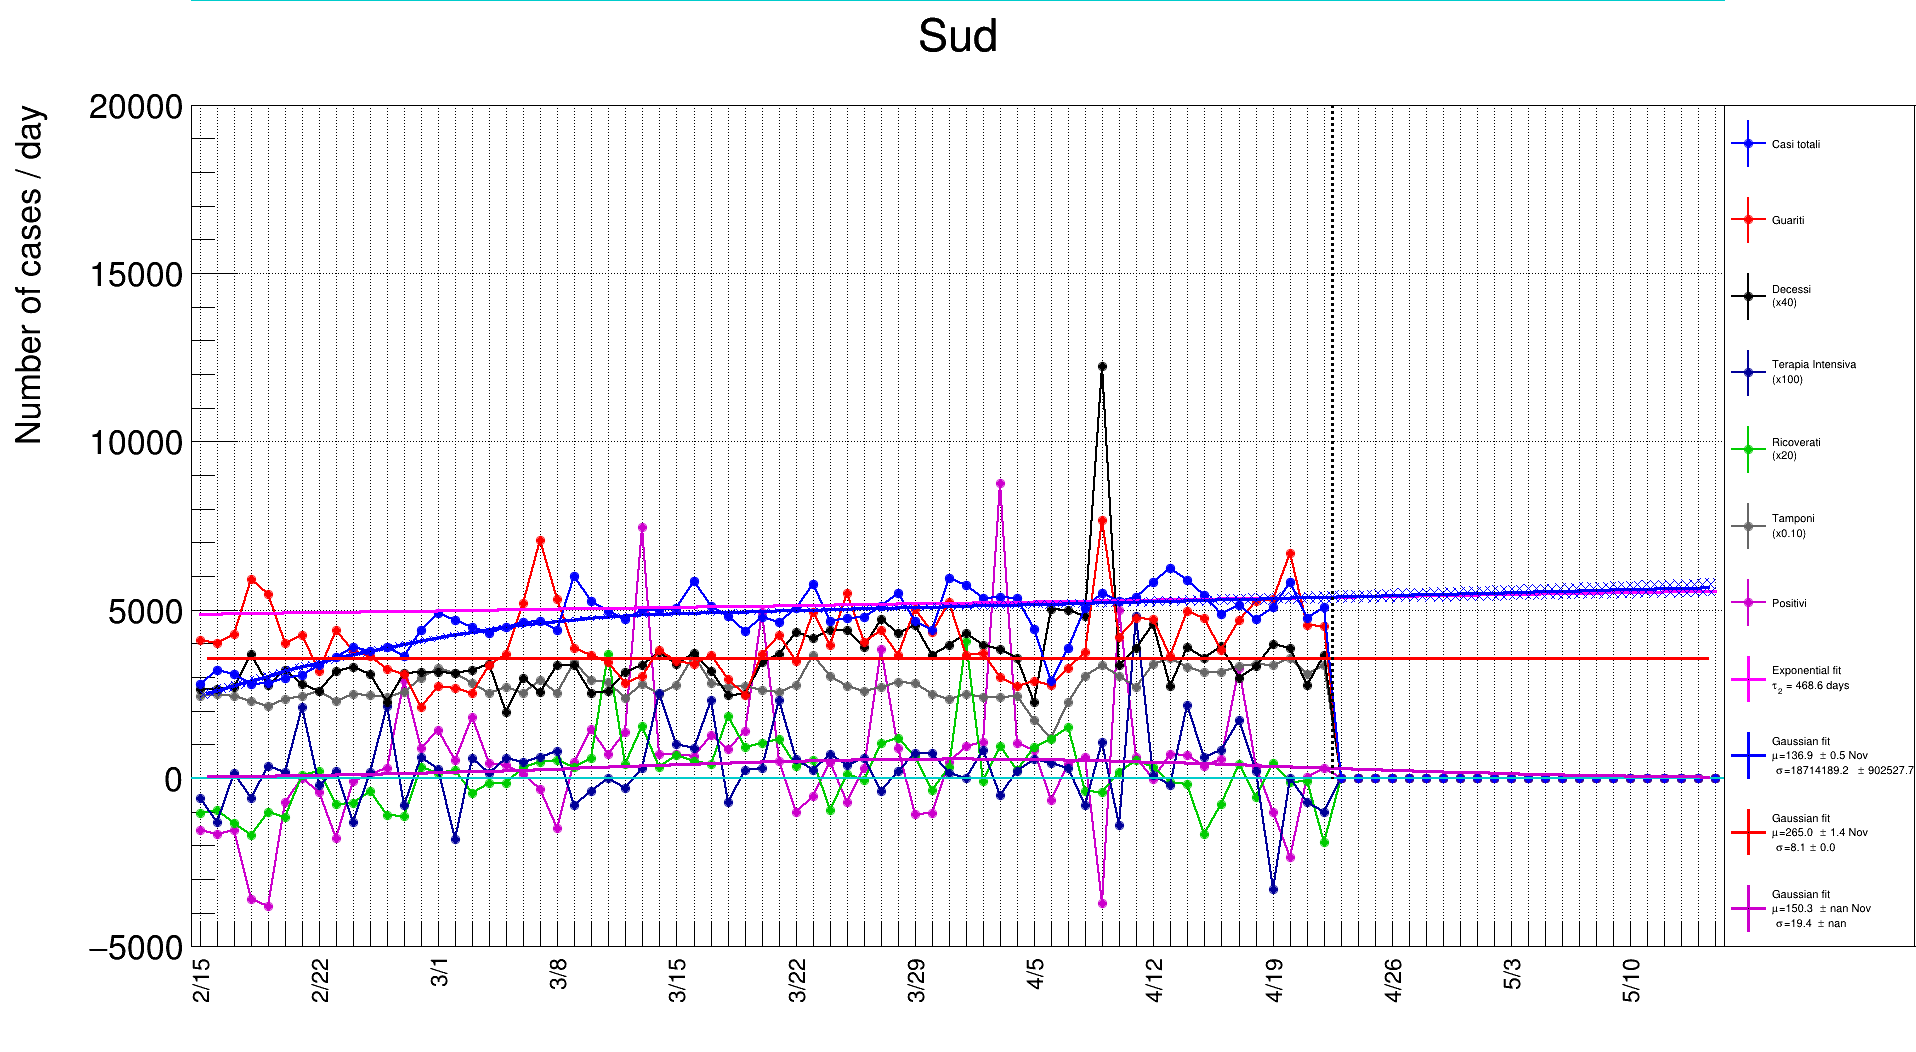 Sud
Number of cases / day
20000
15000
10000
5000
0
−5000
2/15
2/22
3/1
3/8
3/15
3/22
3/29
4/5
4/12
4/19
4/26
5/3
5/10
Casi totali
Guariti
Decessi
(x40)
Terapia Intensiva
(x100)
Ricoverati
(x20)
Tamponi
(x0.10)
Positivi
Exponential fit
τ2 = 468.6 days
Gaussian fit
μ=136.9 ± 0.5 Nov
σ=18714189.2 ± 902527.7
Gaussian fit
μ=265.0 ± 1.4 Nov
σ=8.1 ± 0.0
Gaussian fit
μ=150.3 ± nan Nov
σ=19.4 ± nan